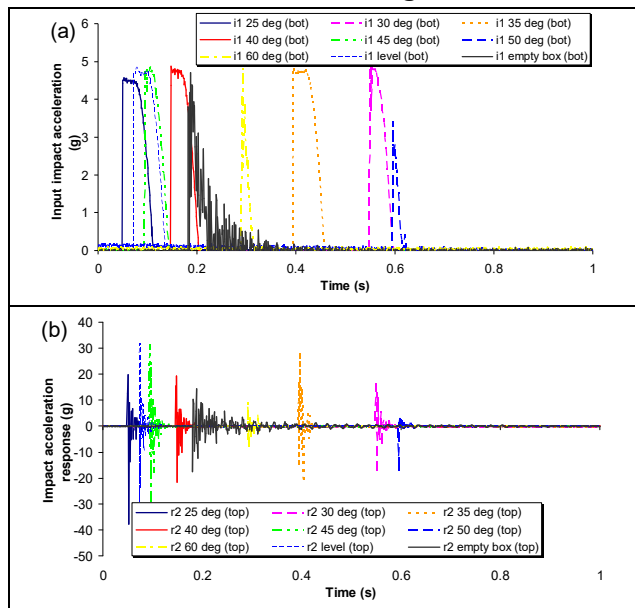 (a)
i1 25 deg (bot) i1 30 deg (bot) i1 35 deg (bot)
i1 40 deg (bot) i1 45 deg (bot) i1 50 deg (bot)
i1 60 deg (bot) i1 level (bot) i1 empty box (bot)
Input impact acceleration
(g)
6
5
4
3
2
1
0
0 0.2 0.4 0.6 0.8 1
Time (s)
(b)
Impact acceleration
response (g)
40
30
20
10
0
-10
-20
-30
-40
-50
0 0.2 0.4 0.6 0.8 1
r2 25 deg (top) r2 30 deg (top) r2 35 deg (top)
r2 40 deg (top) r2 45 deg (top) r2 50 deg (top)
r2 60 deg (top) r2 level (top) r2 empty box (top)
Time (s)